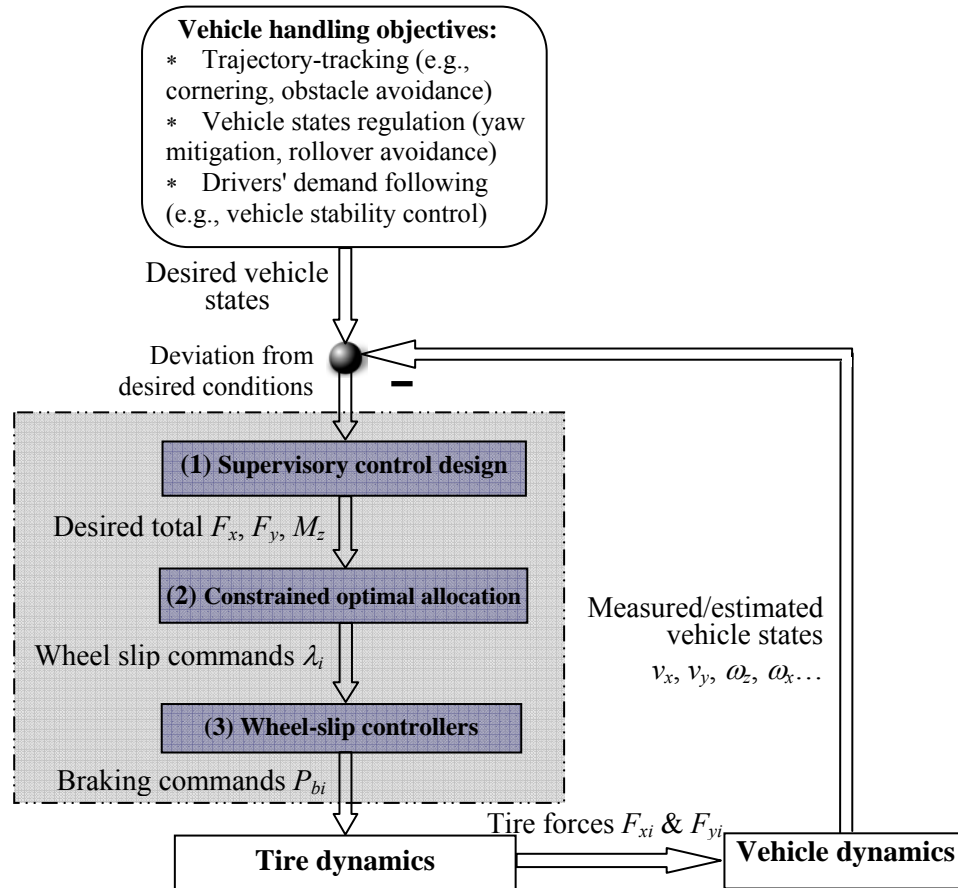 Vehicle handling objectives:
* Trajectory-tracking (e.g.,
cornering, obstacle avoidance)
* Vehicle states regulation (yaw
mitigation, rollover avoidance)
* Drivers' demand following
(e.g., vehicle stability control)
Desired vehicle
states
Deviation from
desired conditions
−
(1) Supervisory control design
Desired total Fx, Fy, Mz
(2) Constrained optimal allocation
Wheel slip commands λi
(3) Wheel-slip controllers
Braking commands Pbi
Tire dynamics
Tire forces Fxi & Fyi
Vehicle dynamics
Measured/estimated
vehicle states
vx, vy, ωz, ωx…